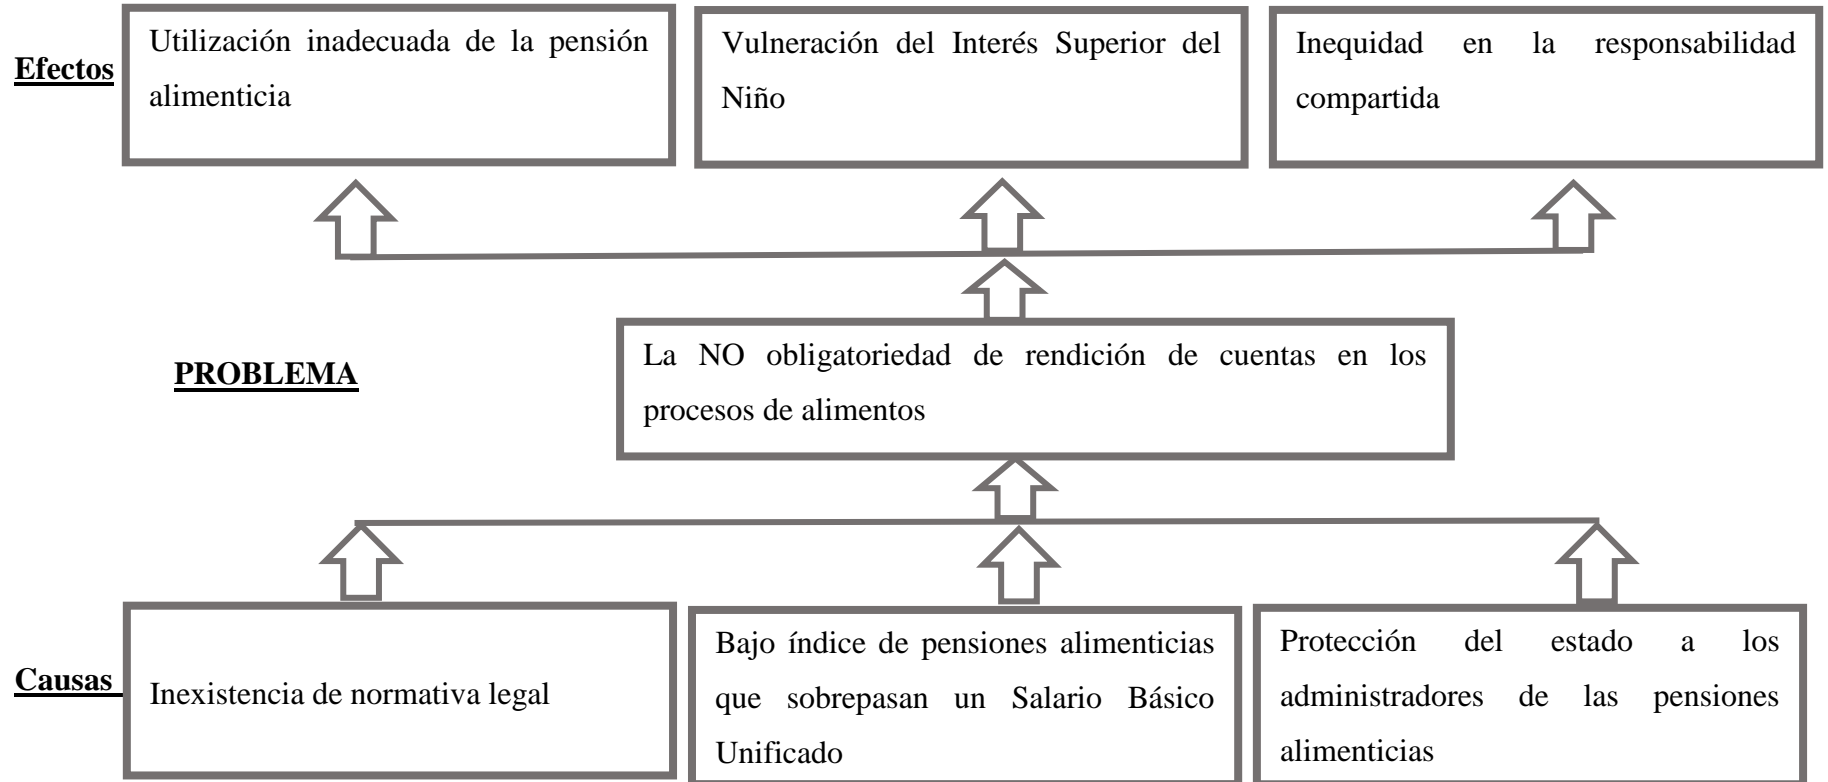 Efectos
Utilización inadecuada de la pensión
alimenticia
Vulneración del Interés Superior del
Niño
Inequidad en la responsabilidad
compartida
PROBLEMA
La NO obligatoriedad de rendición de cuentas en los
procesos de alimentos
Causas
Inexistencia de normativa legal
Bajo índice de pensiones alimenticias
que sobrepasan un Salario Básico
Unificado
Protección del estado a los
administradores de las pensiones
alimenticias